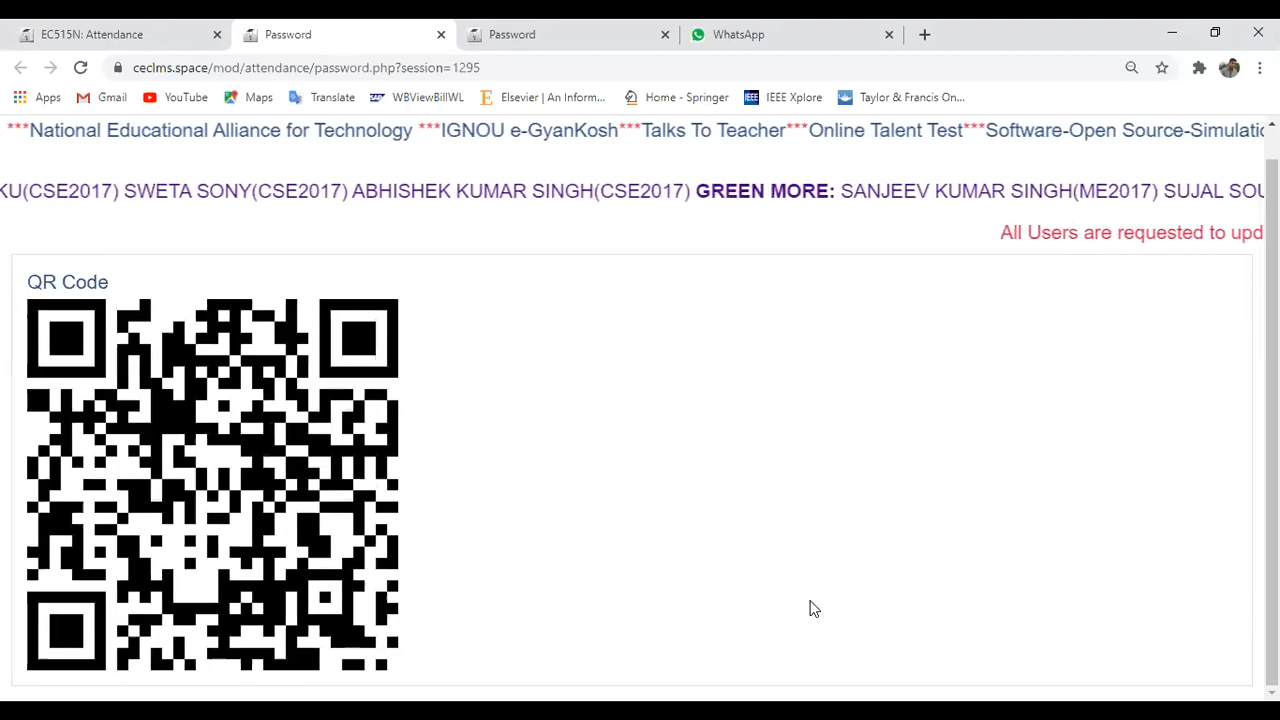 EC515N: Attendance
Password
Password
WhatsApp
ceclms.space/mod/attendance/password.php?session=1295
Apps
Gmail
YouTube
Maps
Translate
WBViewBillWL
Elsevier | An Inform...
Home - Springer
IEEE Xplore
Taylor & Francis On...
***National Educational Alliance for Technology ***IGNOU e-GyanKosh***Talks To Teacher***Online Talent Test***Software-Open Source-Simulatio
KU(CSE2017) SWETA SONY(CSE2017) ABHISHEK KUMAR SINGH(CSE2017) GREEN MORE: SANJEEV KUMAR SINGH(ME2017) SUJAL SOU
All Users are requested to upd
QR Code